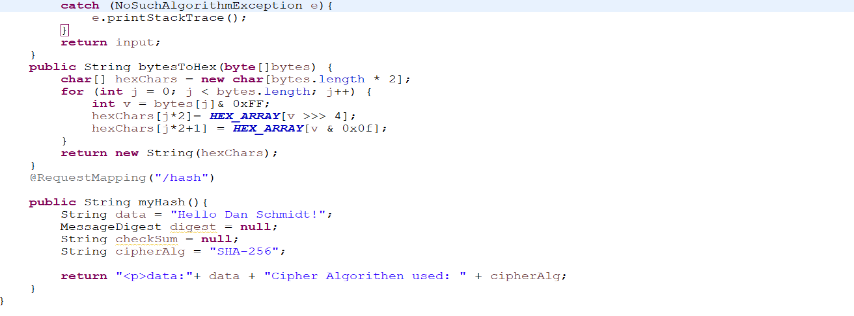 catch (NoSuchAlgorithmException e){
e.printStackTrace();
}
return input;
}
public String bytesToHex(byte[]bytes) {
char[] hexChars = new char[bytes.length * 2];
for (int j = 0; j < bytes.length; j++) {
int v = bytes[j]& 0xFF;
hexChars[j*2]= HEX_ARRAY[v >>> 4];
hexChars[j*2+1] = HEX_ARRAY[v & 0x0f];
}
return new String(hexChars);
}
@RequestMapping("/hash")
public String myHash(){
String data = "Hello Dan Schmidt!";
MessageDigest digest = null;
String checkSum = null;
String cipherAlg = "SHA-256";
return "<p>data:"+ data + "Cipher Algorithen used: " + cipherAlg;
}
}